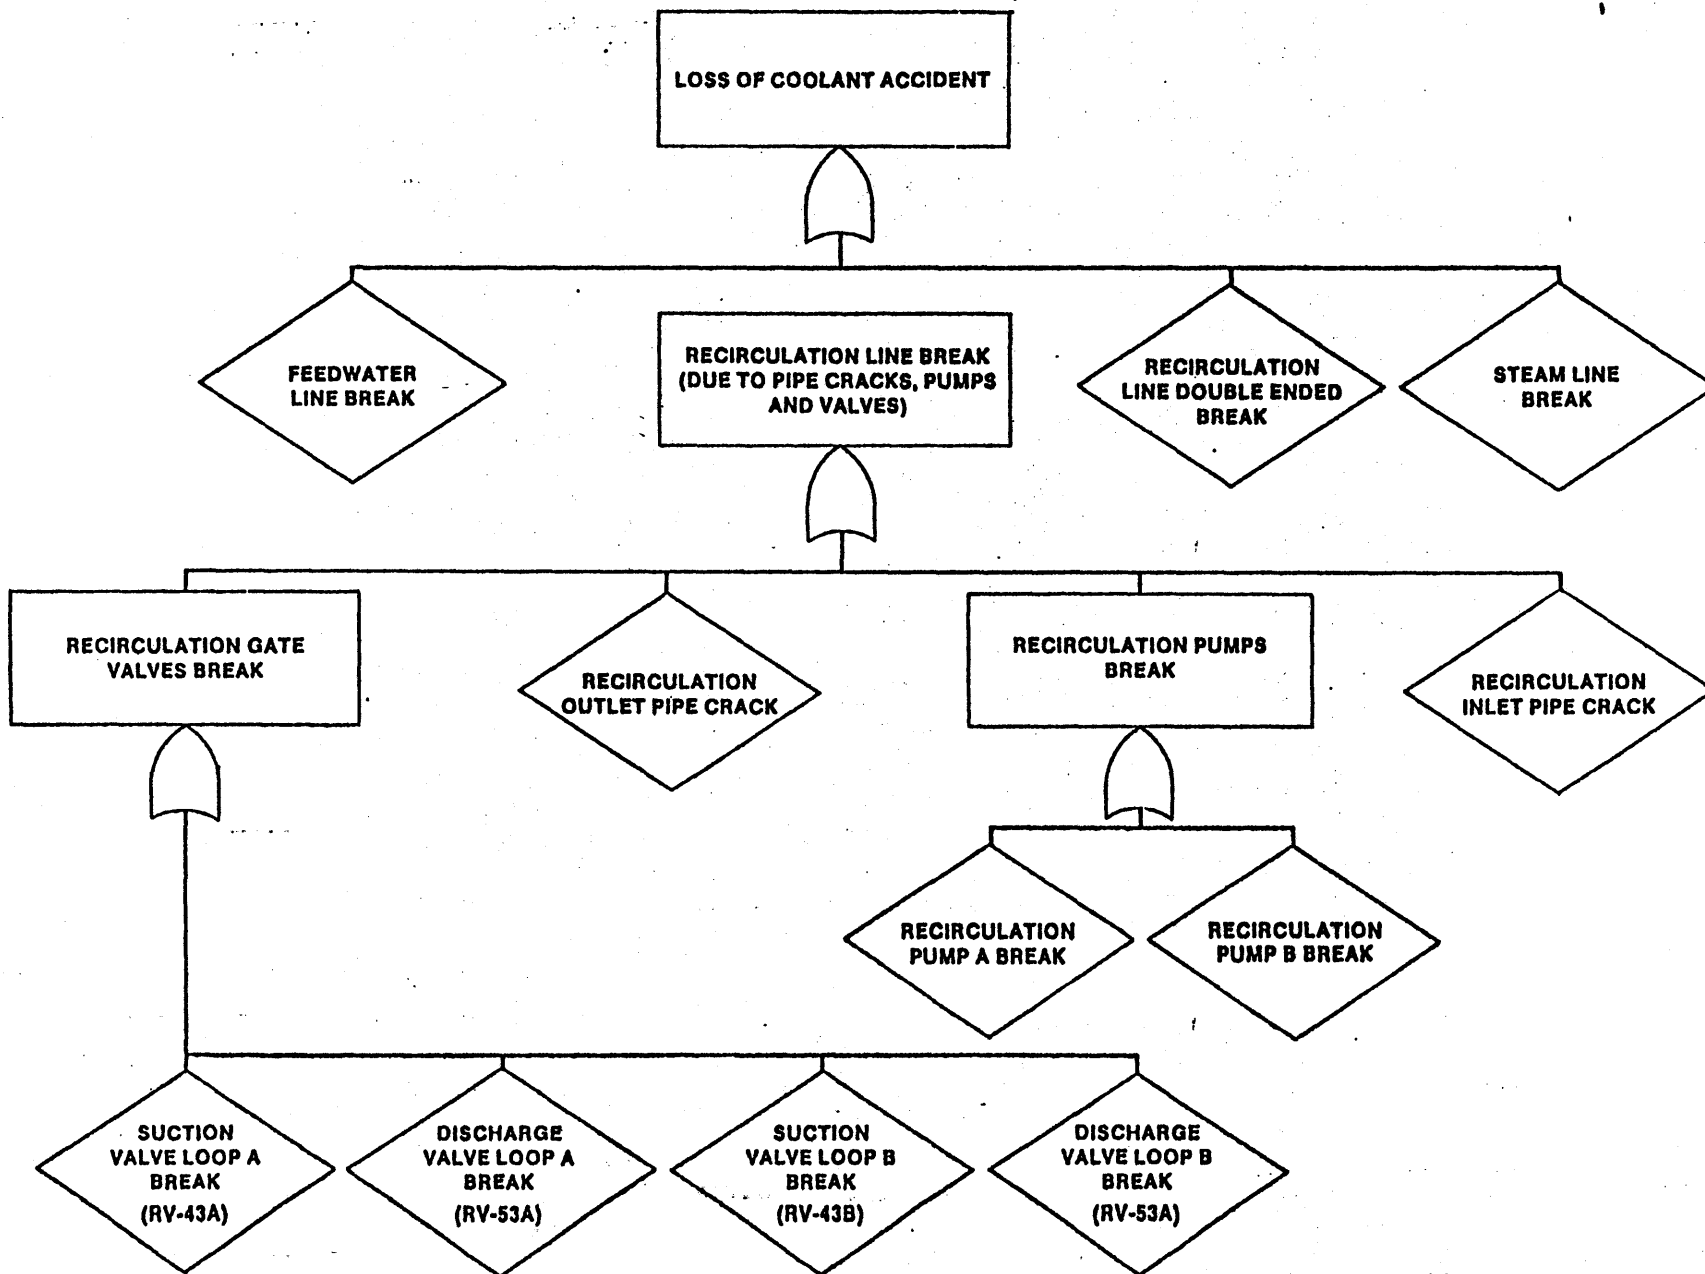 LOSS OF COOLANT ACCIDENT
FEEDWATER
LINE BREAK
RECIRCULATION LINE BREAK
(DUE TO PIPE CRACKS, PUMPS
AND VALVES)
RECIRCULATION
LINE DOUBLE ENDED
BREAK
STEAM LINE
BREAK
RECIRCULATION GATE
VALVES BREAK
RECIRCULATION
OUTLET PIPE CRACK
RECIRCULATION PUMPS
BREAK
RECIRCULATION
INLET PIPE CRACK
RECIRCULATION
PUMP A BREAK
RECIRCULATION
PUMP B BREAK
SUCTION
VALVE LOOP A
BREAK
(RV-43A)
DISCHARGE
VALVE LOOP A
BREAK
(RV-53A)
SUCTION
VALVE LOOP B
BREAK
(RV-43B)
DISCHARGE
VALVE LOOP B
BREAK
(RV-53A)